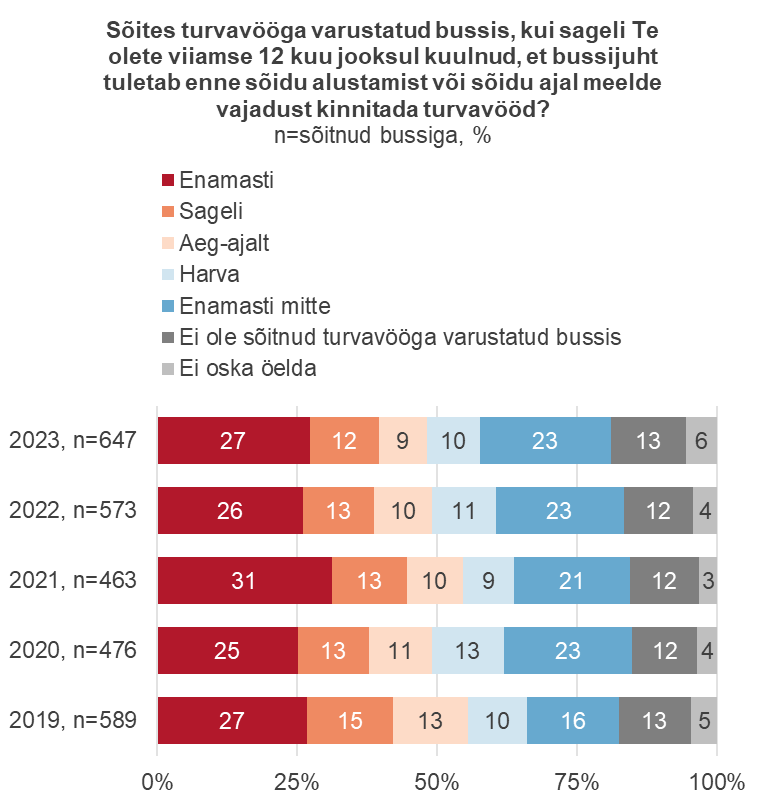 Sõites turvavööga varustatud bussis, kui sageli Te
olete viiamse 12 kuu jooksul kuulnud, et bussijuht
tuletab enne sõidu alustamist või sõidu ajal meelde
vajadust kinnitada turvavööd?
n=sõitnud bussiga, %
Enamasti
Sageli
Aeg-ajalt
Harva
Enamasti mitte
Ei ole sõitnud turvavööga varustatud bussis
Ei oska öelda
2023, n=647 27 12 9 10 23 13 6
2022, n=573 26 13 10 11 23 12 4
2021, n=463 31 13 10 9 21 12 3
2020, n=476 25 13 11 13 23 12 4
2019, n=589 27 15 13 10 16 13 5
0% 25% 50% 75% 100%